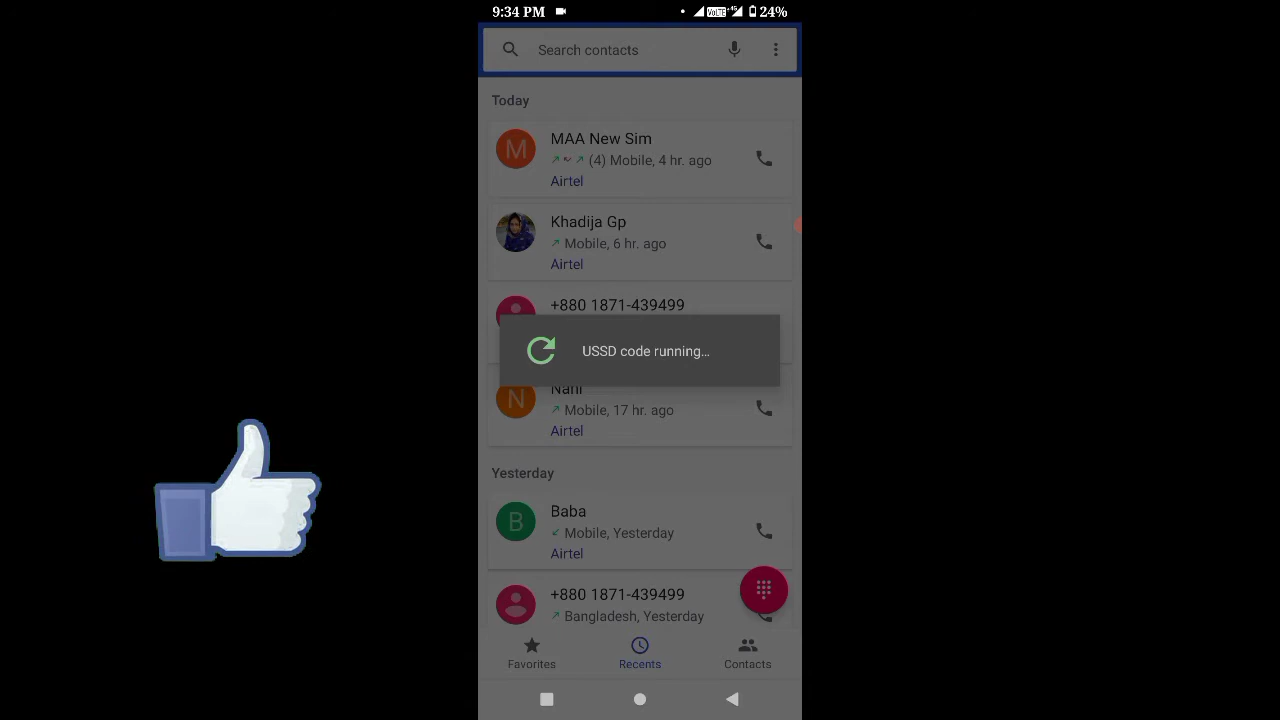 9:34 PM
VoLTE 4G 24%
Search contacts
Today
M
MAA New Sim
(4) Mobile, 4 hr. ago
Airtel
Khadija Gp
Mobile, 6 hr. ago
Airtel
+880 1871-439499
USSD code running...
N
Mobile, 17 hr. ago
Airtel
Yesterday
B
Baba
Mobile, Yesterday
Airtel
+880 1871-439499
Bangladesh, Yesterday
Favorites
Recents
Contacts